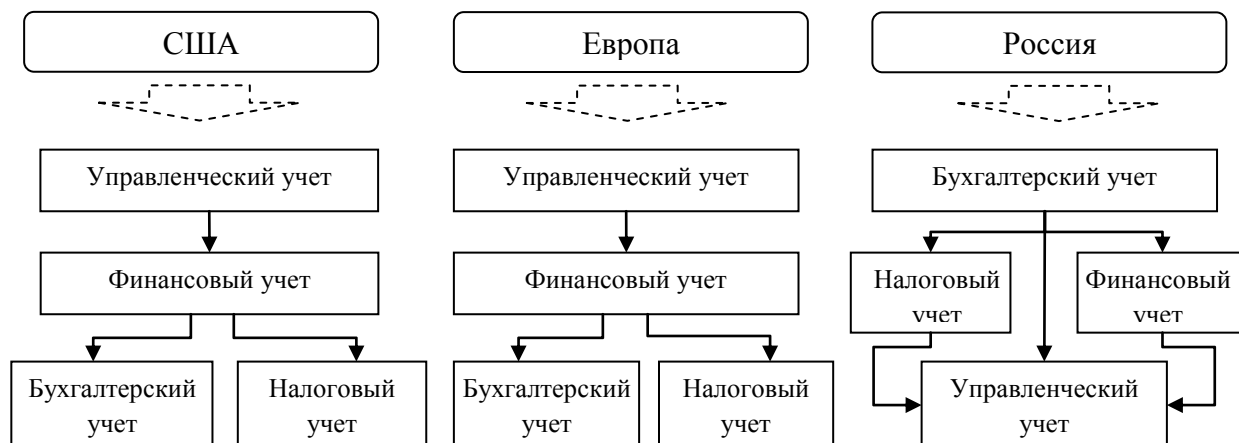 США
Европа
Россия
Управленческий учет
Управленческий учет
Бухгалтерский учет
Финансовый учет
Финансовый учет
Налоговый
учет
Финансовый
учет
Бухгалтерский
учет
Налоговый
учет
Бухгалтерский
учет
Налоговый
учет
Управленческий
учет